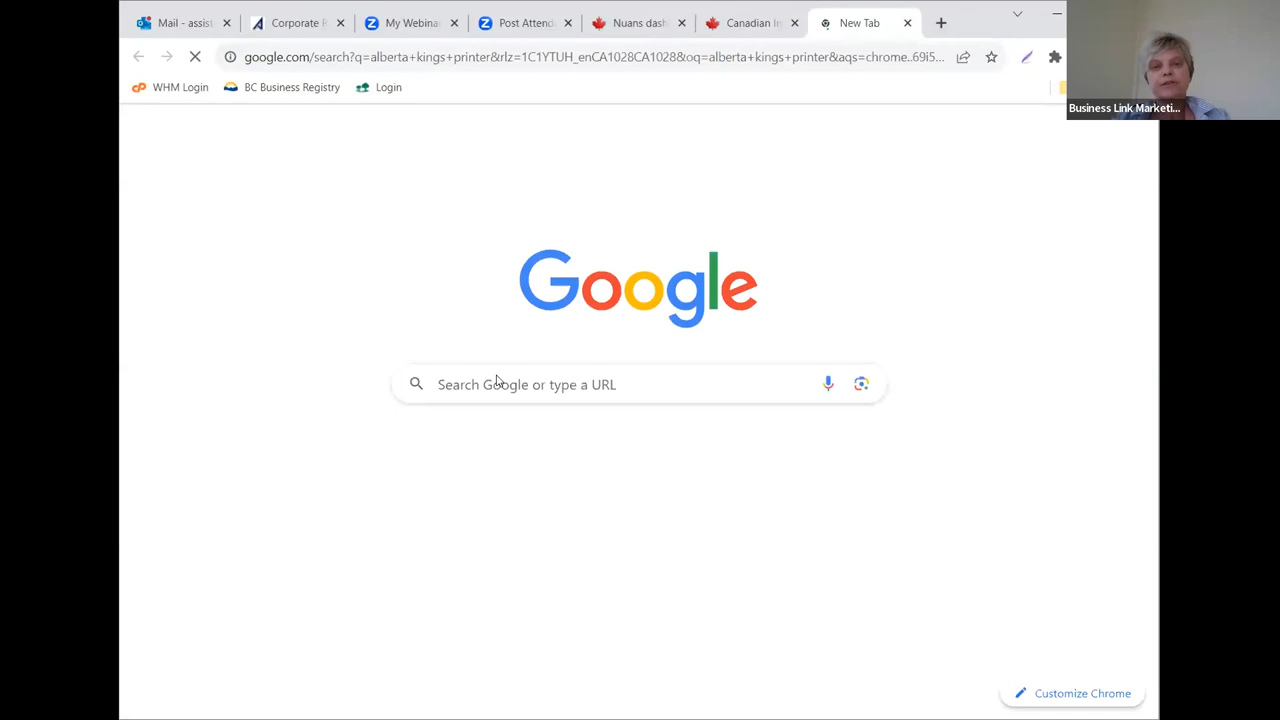 Mail - assist
Corporate R
My Webina
Post Attend
Nuans dash
Canadian In
New Tab
google.com/search?q=alberta+kings+printer&rlz=1C1YTUH_enCA1028CA1028&oq=alberta+kings+printer&aqs=chrome..69i5...
WHM Login
BC Business Registry
Login
Business Link Marketi...
Google
Search Google or type a URL
Customize Chrome